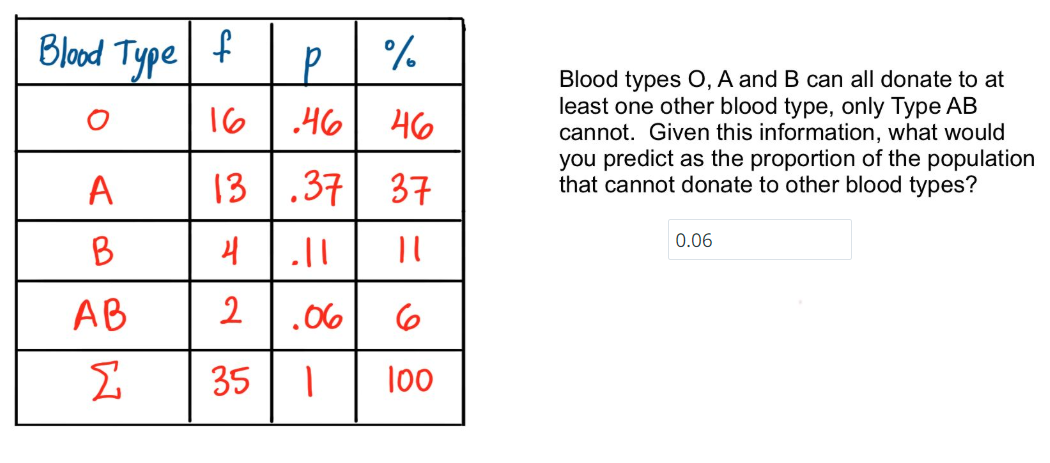 Blood Type f p %
O 16 .46 46
A 13 .37 37
B 4 .11 11
AB 2 .06 6
Σ 35 1 100
Blood types O, A and B can all donate to at
least one other blood type, only Type AB
cannot. Given this information, what would
you predict as the proportion of the population
that cannot donate to other blood types?
0.06